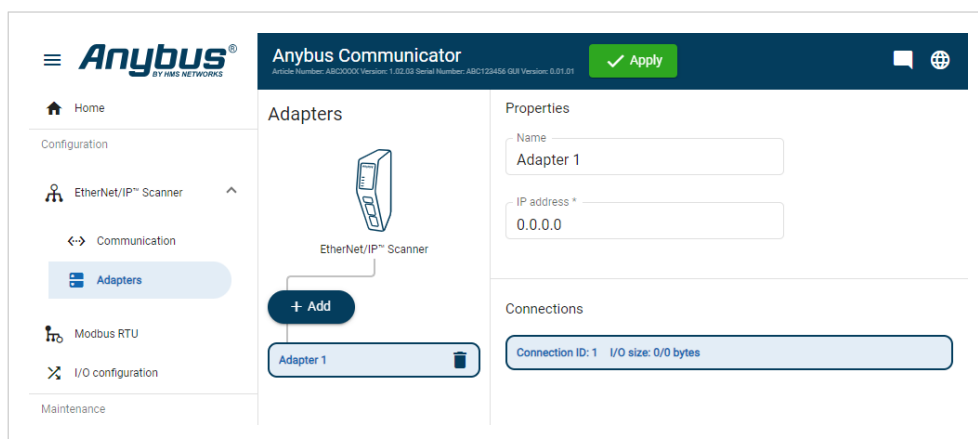 Anybus®
BY HMS NETWORKS
Home
Configuration
EtherNet/IP™ Scanner
Communication
Adapters
Modbus RTU
I/O configuration
Maintenance
Anybus Communicator
Article Number: ABCXXXX Version: 1.02.03 Serial Number: ABC123456 GUI Version: 0.01.01
Apply
Adapters
EtherNet/IP™ Scanner
+ Add
Adapter 1
Properties
Name
Adapter 1
IP address *
0.0.0.0
Connections
Connection ID: 1 I/O size: 0/0 bytes